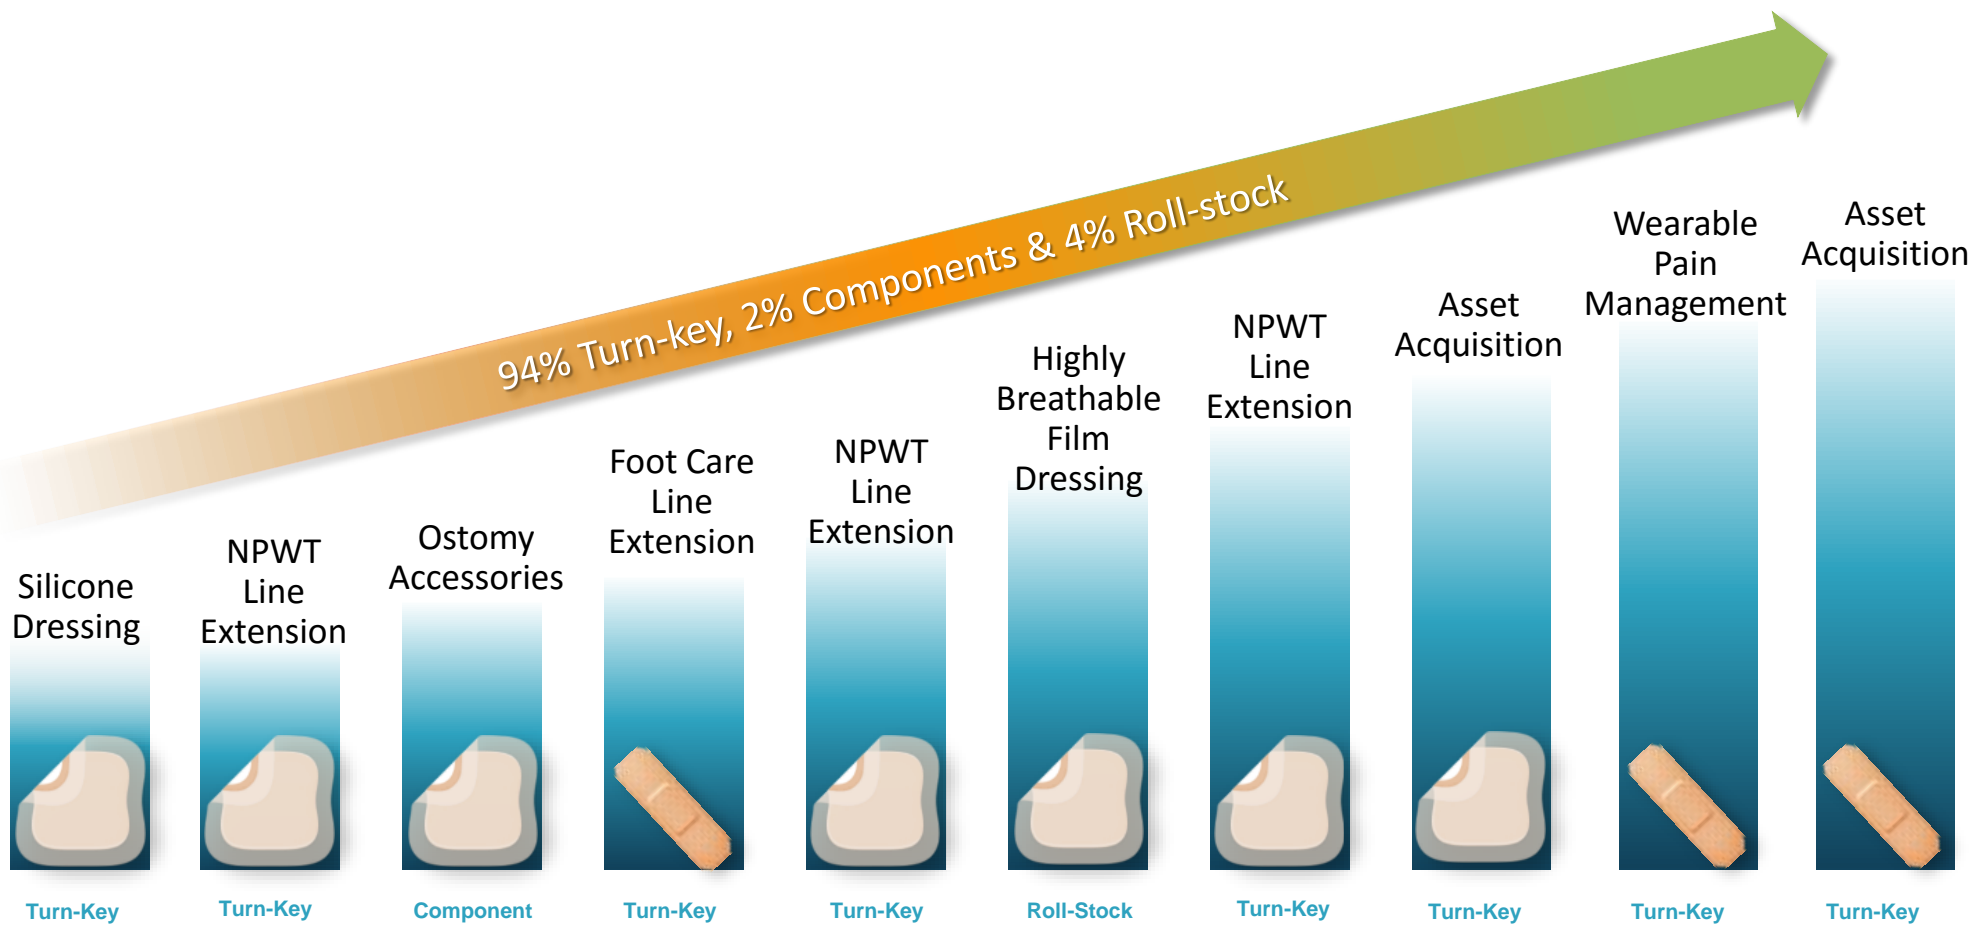 94% Turn-key, 2% Components & 4% Roll-stock
Silicone
Dressing
NPWT
Line
Extension
Ostomy
Accessories
Foot Care
Line
Extension
NPWT
Line
Extension
Highly
Breathable
Film
Dressing
NPWT
Line
Extension
Asset
Acquisition
Wearable
Pain
Management
Asset
Acquisition
Turn-Key
Turn-Key
Component
Turn-Key
Turn-Key
Roll-Stock
Turn-Key
Turn-Key
Turn-Key
Turn-Key